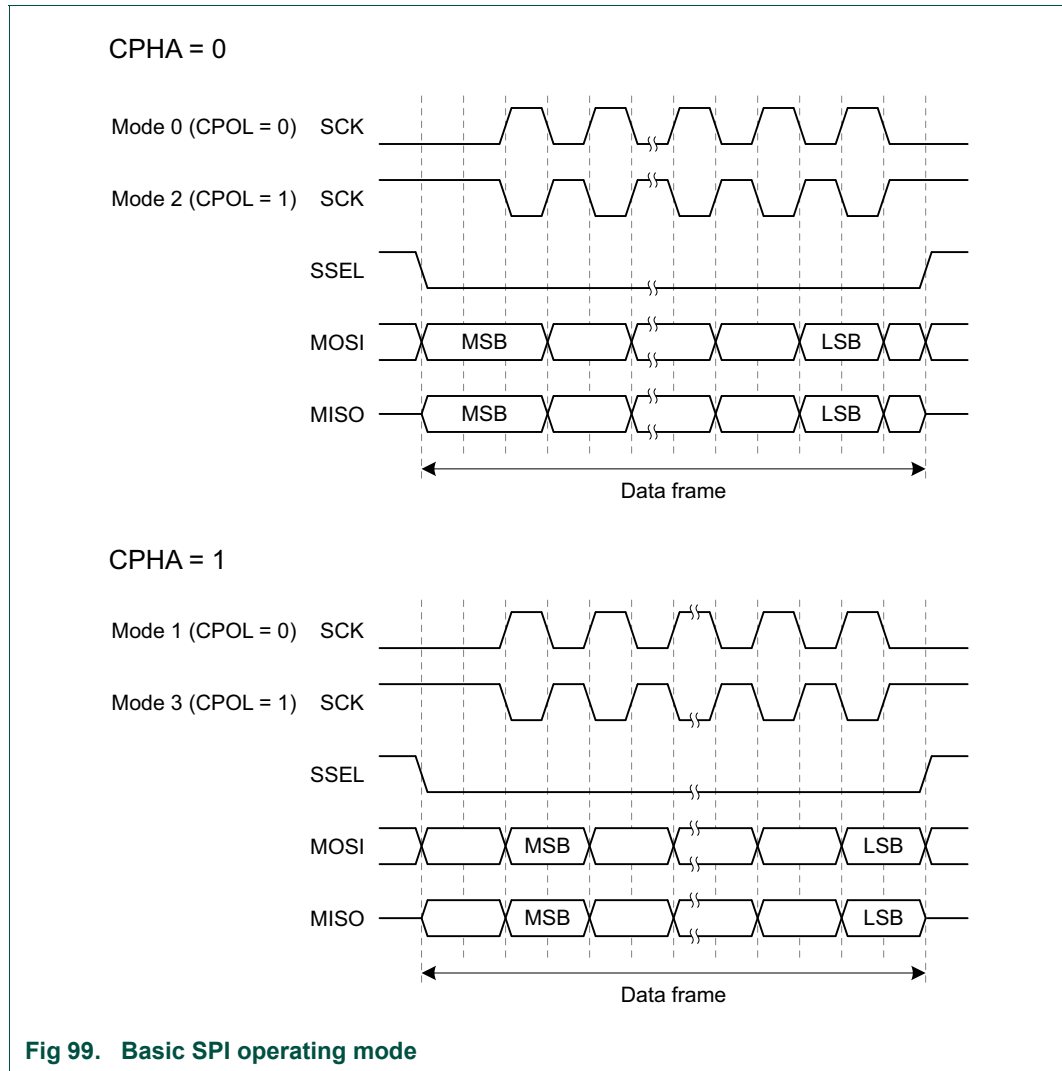 CPHA = 0
Mode 0 (CPOL = 0) SCK
Mode 2 (CPOL = 1) SCK
SSEL
MOSI MSB LSB
MISO MSB LSB
Data frame
CPHA = 1
Mode 1 (CPOL = 0) SCK
Mode 3 (CPOL = 1) SCK
SSEL
MOSI MSB LSB
MISO MSB LSB
Data frame
Fig 99. Basic SPI operating mode